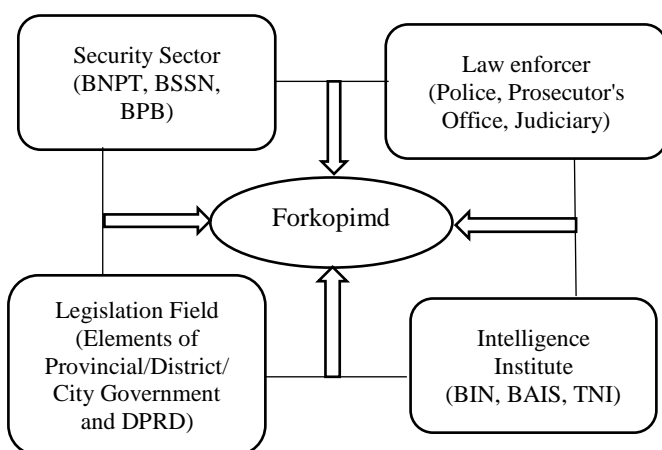 Security Sector
(BNPT, BSSN,
BPB)
Law enforcer
(Police, Prosecutor's
Office, Judiciary)
Forkopimd
Legislation Field
(Elements of
Provincial/District/
City Government
and DPRD)
Intelligence
Institute
(BIN, BAIS, TNI)